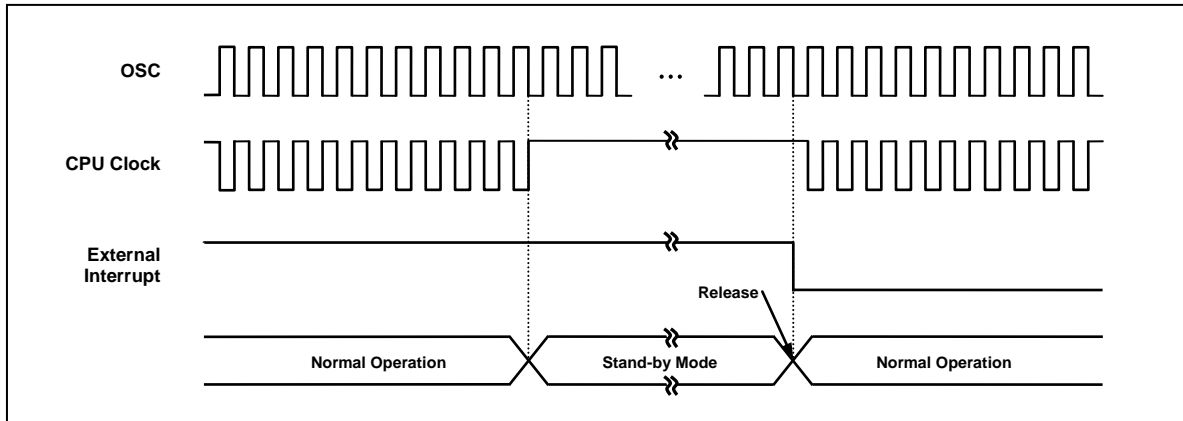 OSC
...
CPU Clock
External
Interrupt
Release
Normal Operation
Stand-by Mode
Normal Operation